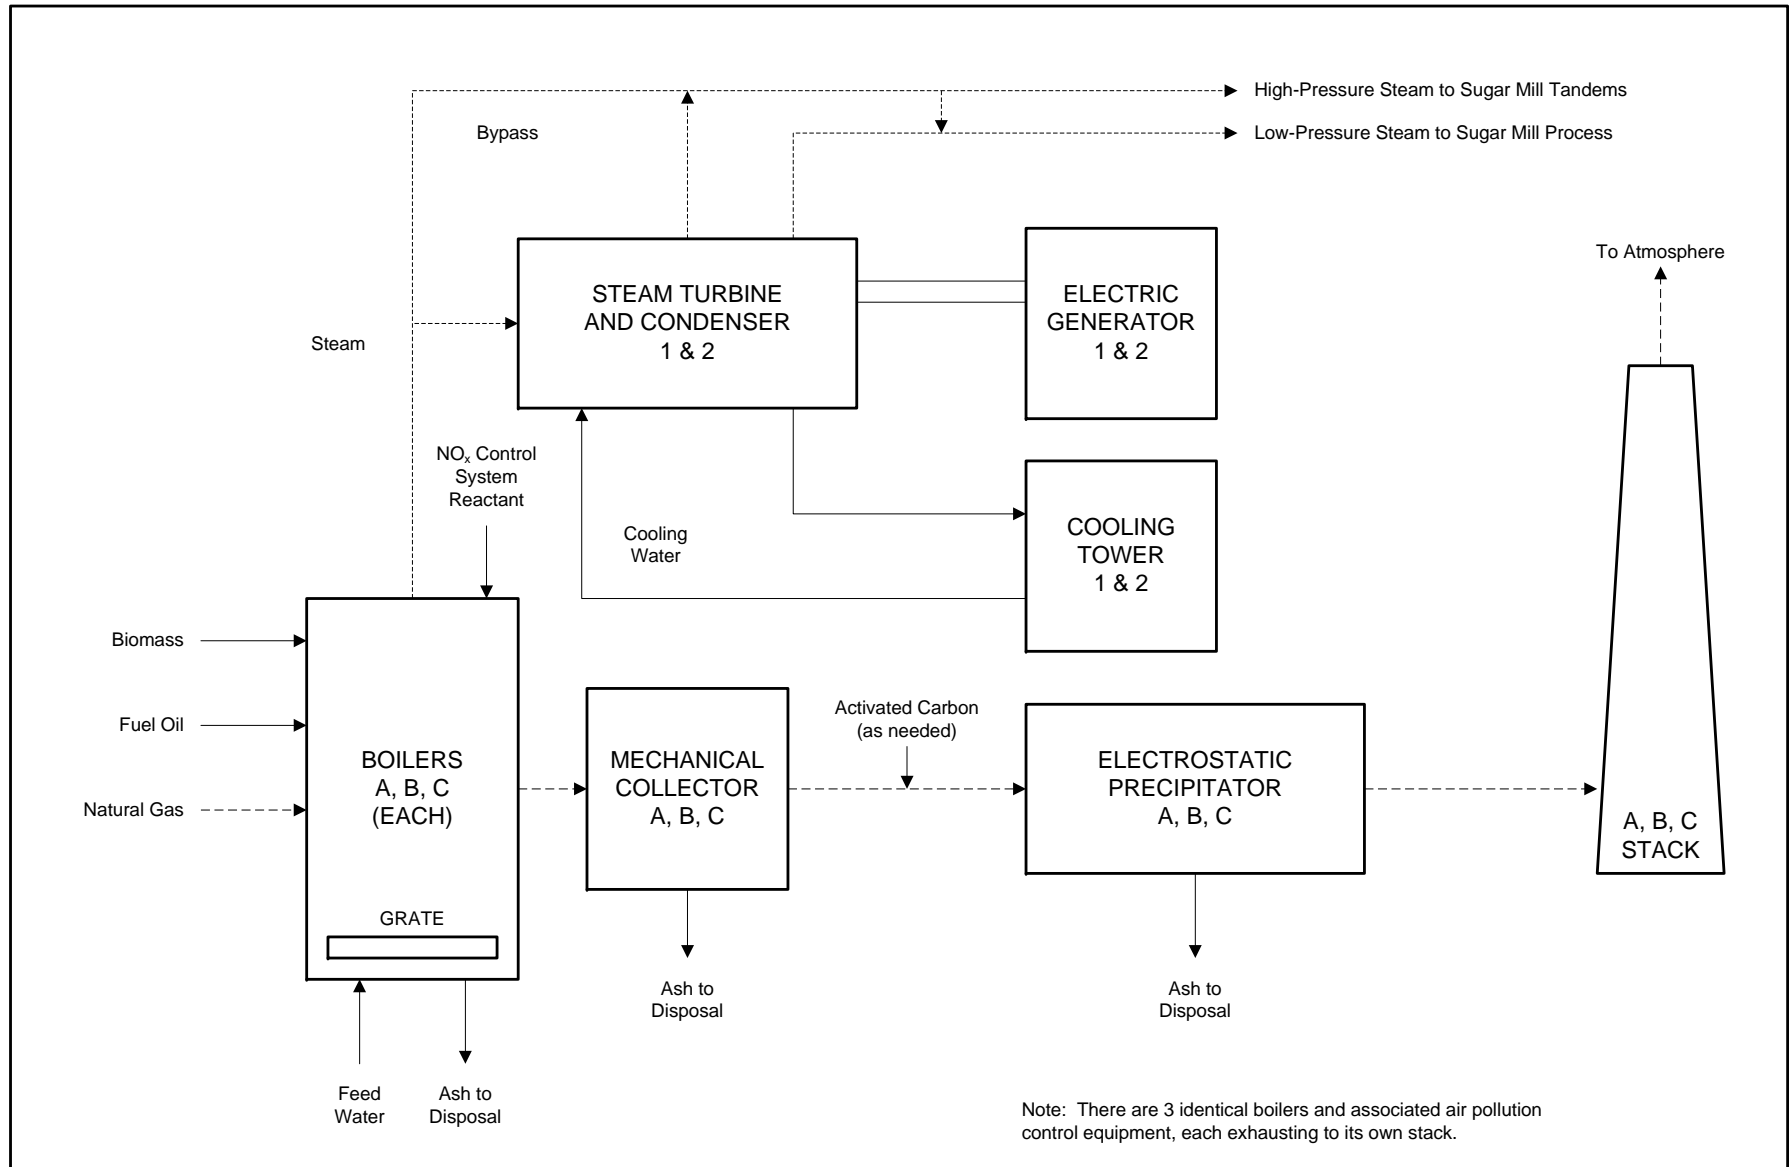 High-Pressure Steam to Sugar Mill Tandems
Bypass
Low-Pressure Steam to Sugar Mill Process
To Atmosphere
STEAM TURBINE
AND CONDENSER
1 & 2
ELECTRIC
GENERATOR
1 & 2
Steam
NOx Control
System
Reactant
Cooling
Water
COOLING
TOWER
1 & 2
Biomass
Fuel Oil
Natural Gas
BOILERS
A, B, C
(EACH)
GRATE
MECHANICAL
COLLECTOR
A, B, C
Activated Carbon
(as needed)
ELECTROSTATIC
PRECIPITATOR
A, B, C
A, B, C
STACK
Ash to
Disposal
Ash to
Disposal
Feed
Water
Ash to
Disposal
Note: There are 3 identical boilers and associated air pollution
control equipment, each exhausting to its own stack.